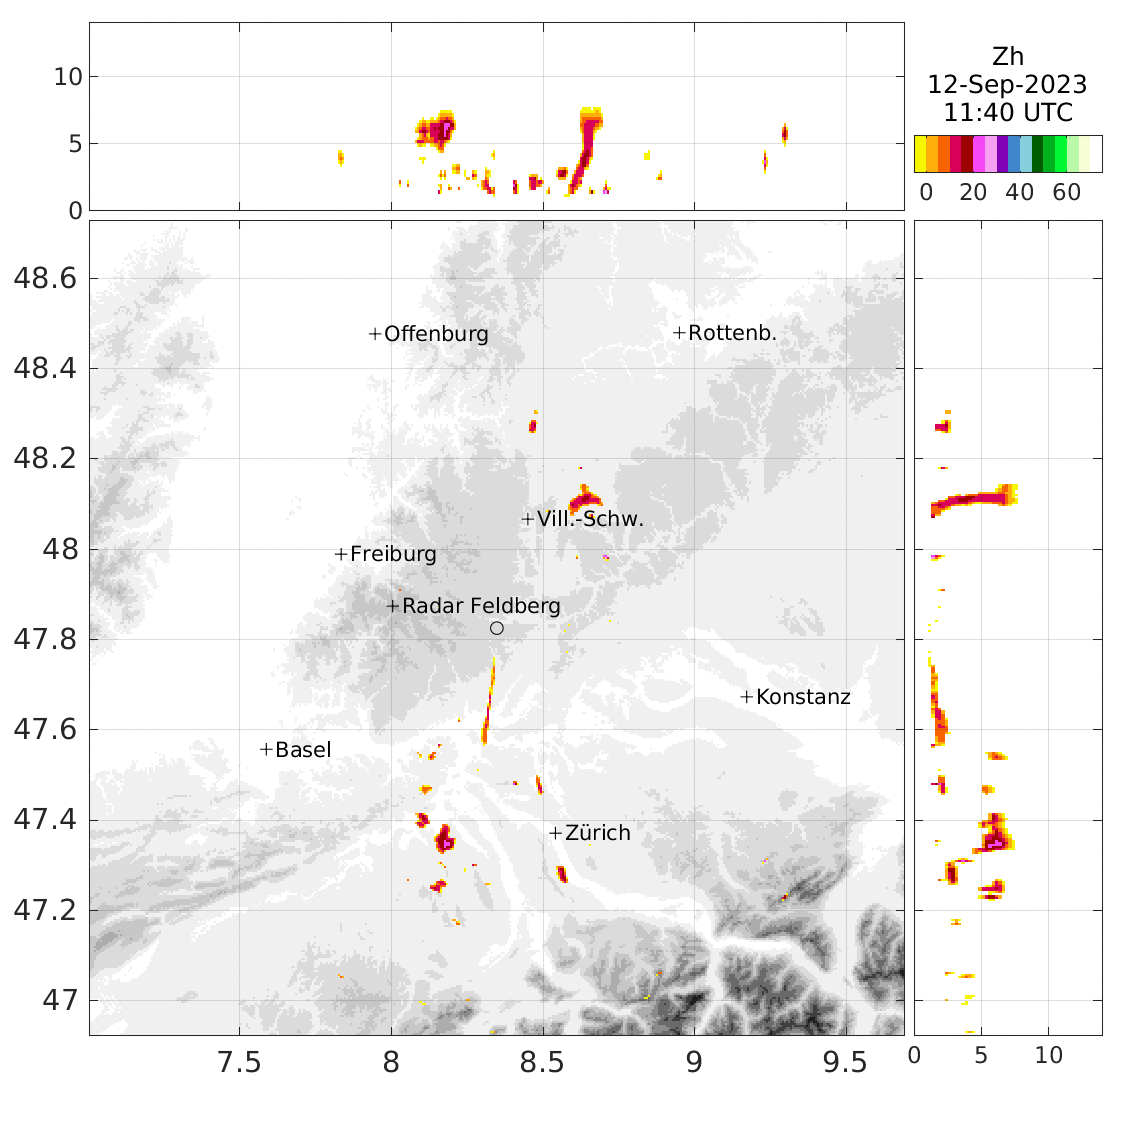 Zh
12-Sep-2023
11:40 UTC
0 20 40 60
10
5
0
48.6
48.4
48.2
48
47.8
47.6
47.4
47.2
47
+Offenburg
+Rottenb.
+Vill.-Schw.
+Freiburg
+Radar Feldberg
+Konstanz
+Basel
+Zürich
7.5 8 8.5 9 9.5
0 5 10